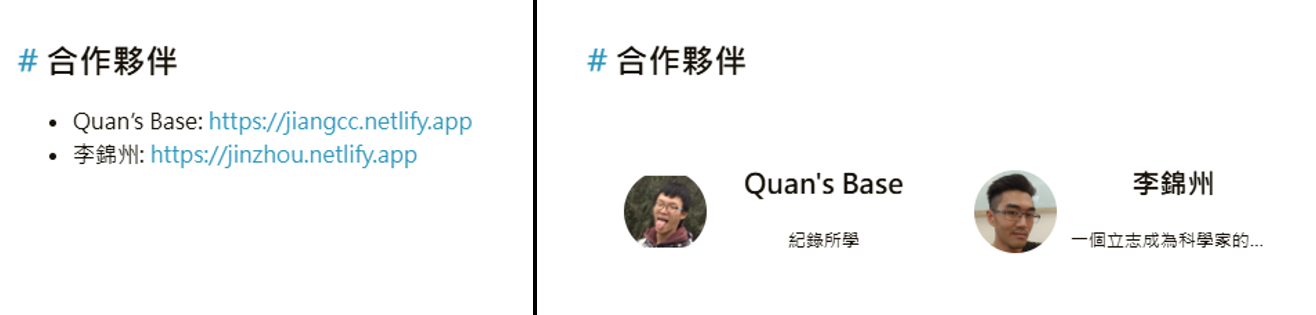 # 合作夥伴
• Quan’s Base: https://jiangcc.netlify.app
• 李錦州: https://jinzhou.netlify.app
# 合作夥伴
Quan's Base
紀錄所學
李錦州
一個立志成為科學家的...